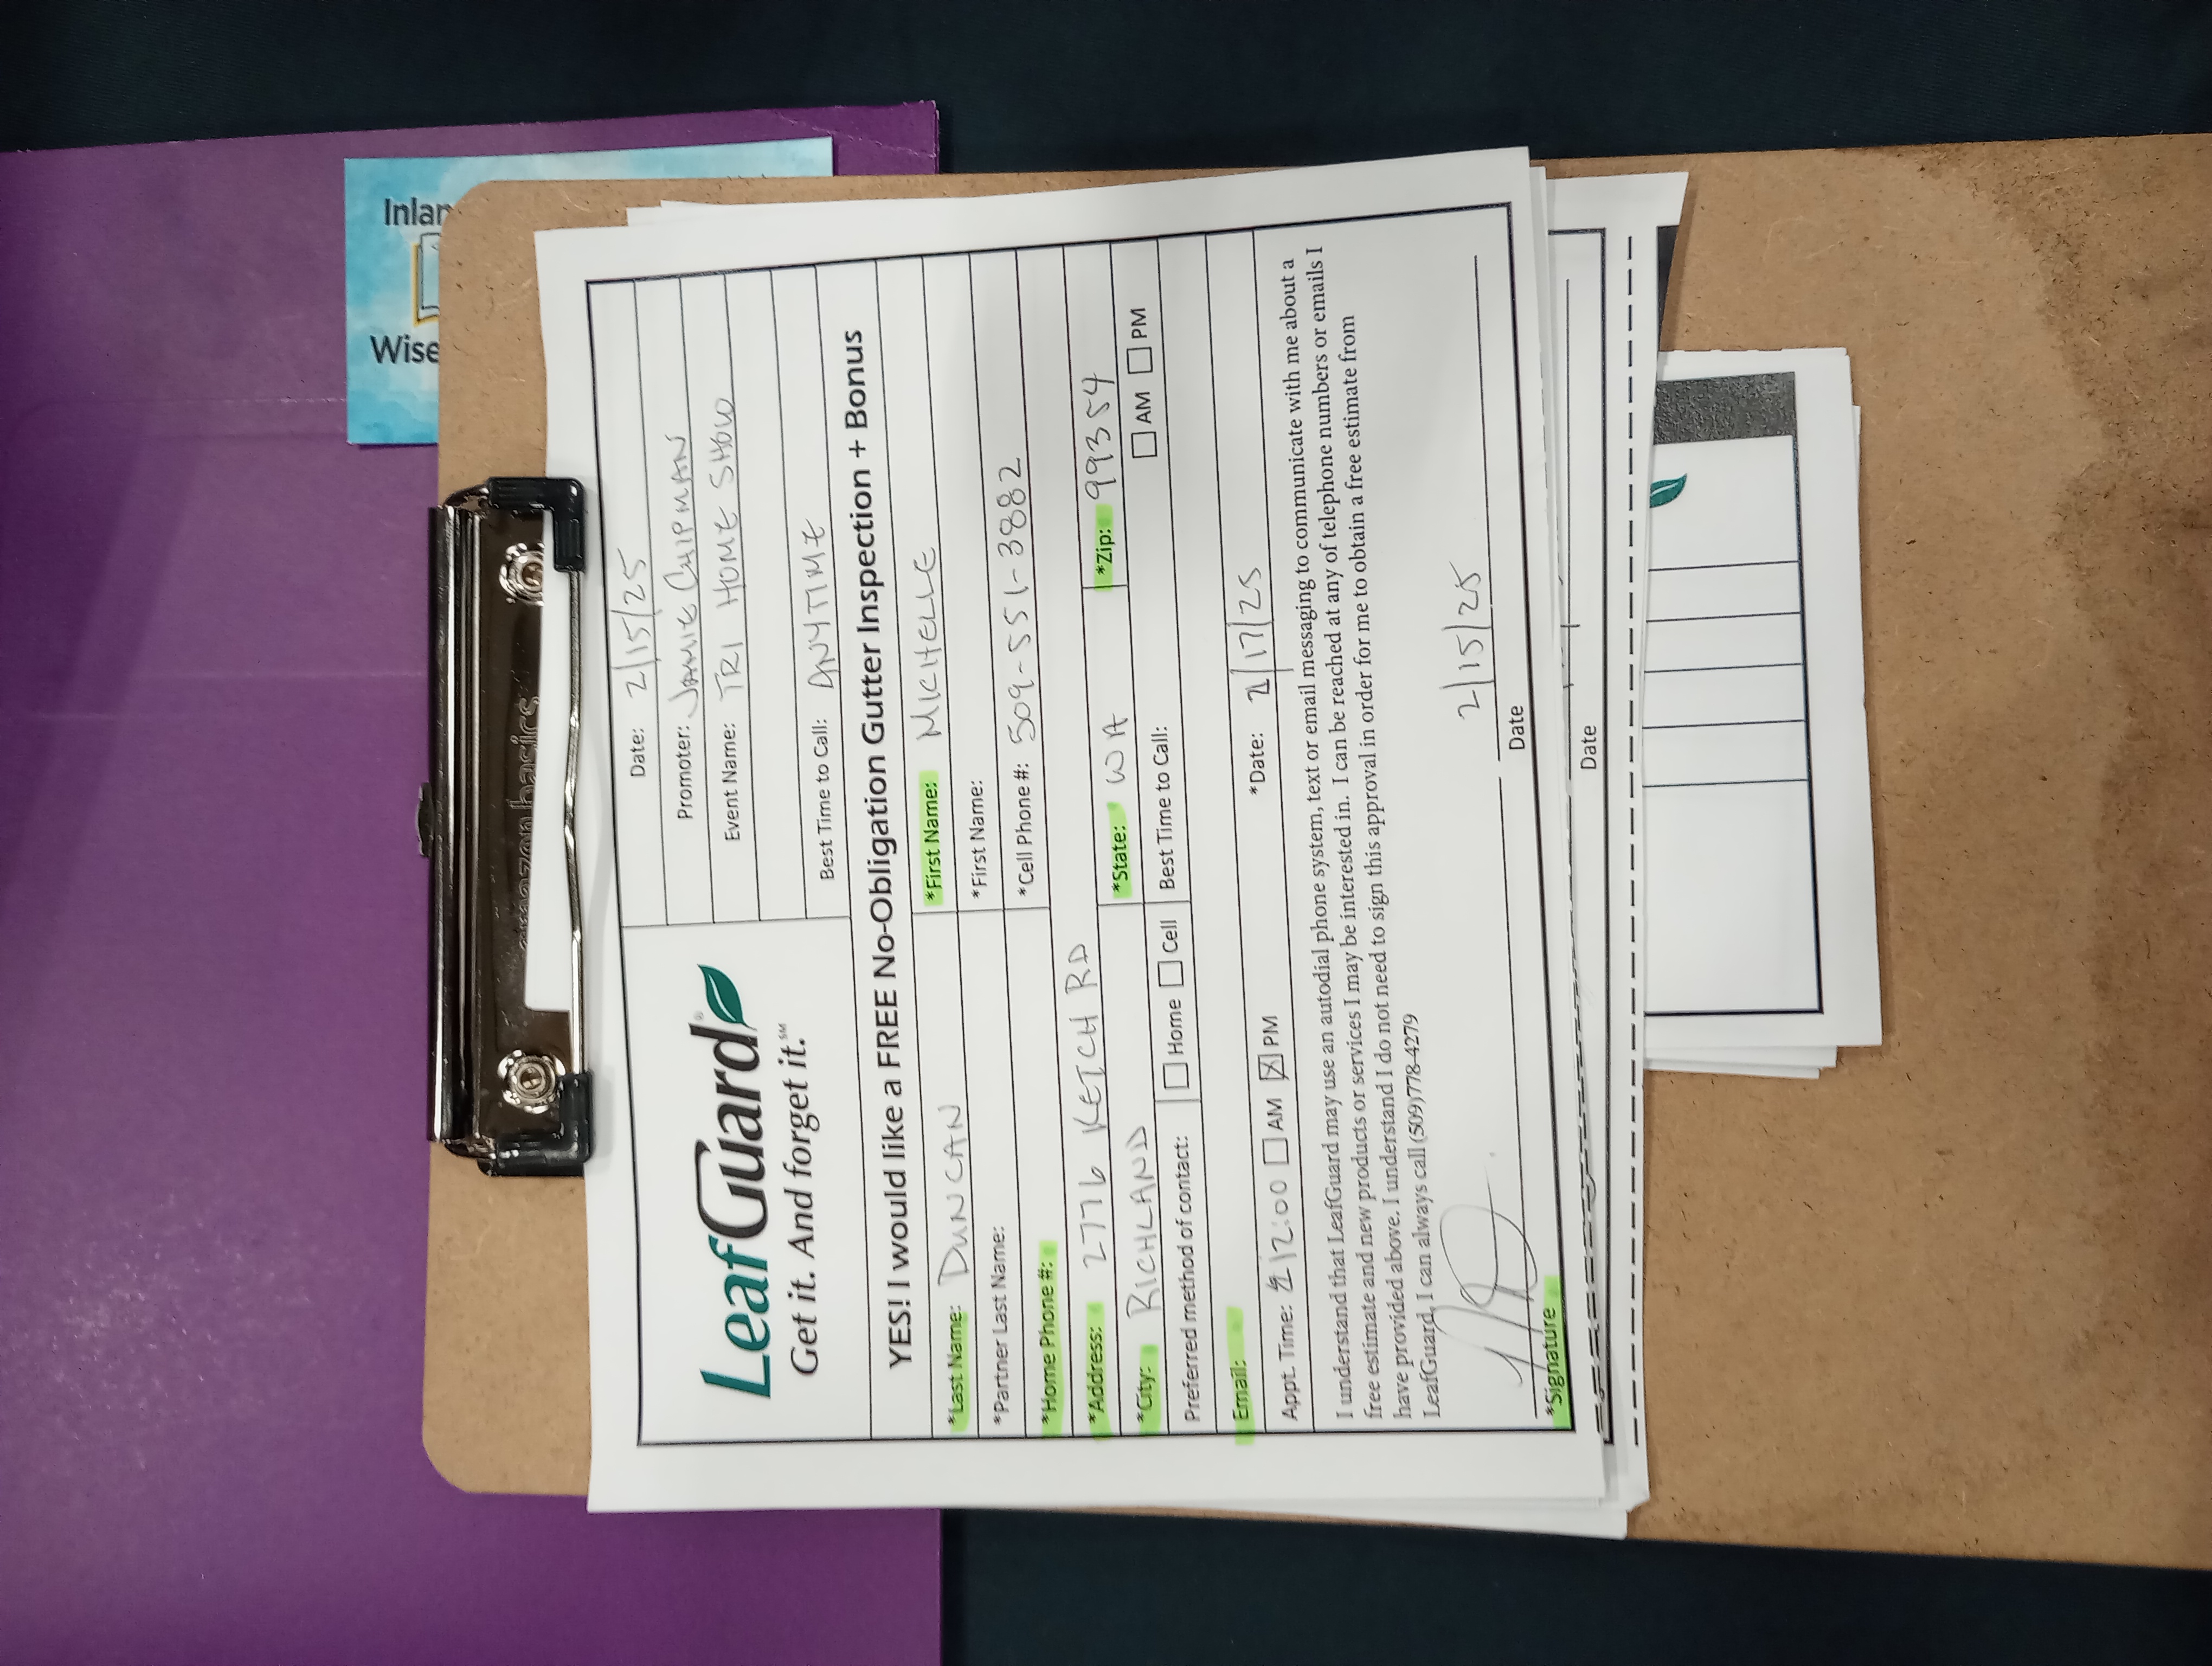 Inlan
Wise
amazon basics
LeafGuard®
Get it. And forget it.℠
Date: 2/15/25
Promoter: JAMIE CHIPMAN
Event Name: TRI HOME SHOW
Best Time to Call: ANYTIME
YES! I would like a FREE No-Obligation Gutter Inspection + Bonus
*Last Name: DUNCAN *First Name: MICHELLE
*Partner Last Name: *First Name:
*Home Phone #: *Cell Phone #: 509-551-3882
*Address: 2776 KETCH RD
*City: RICHLAND *State: WA *Zip: 99354
Preferred method of contact: Home Cell Best Time to Call: AM PM
Email:
Appt. Time: 12:00 AM PM *Date: 2/17/25
I understand that LeafGuard may use an autodial phone system, text or email messaging to communicate with me about a
free estimate and new products or services I may be interested in. I can be reached at any of telephone numbers or emails I
have provided above. I understand I do not need to sign this approval in order for me to obtain a free estimate from
LeafGuard, I can always call (509)778-4279
2/15/25
*Signature Date
Date